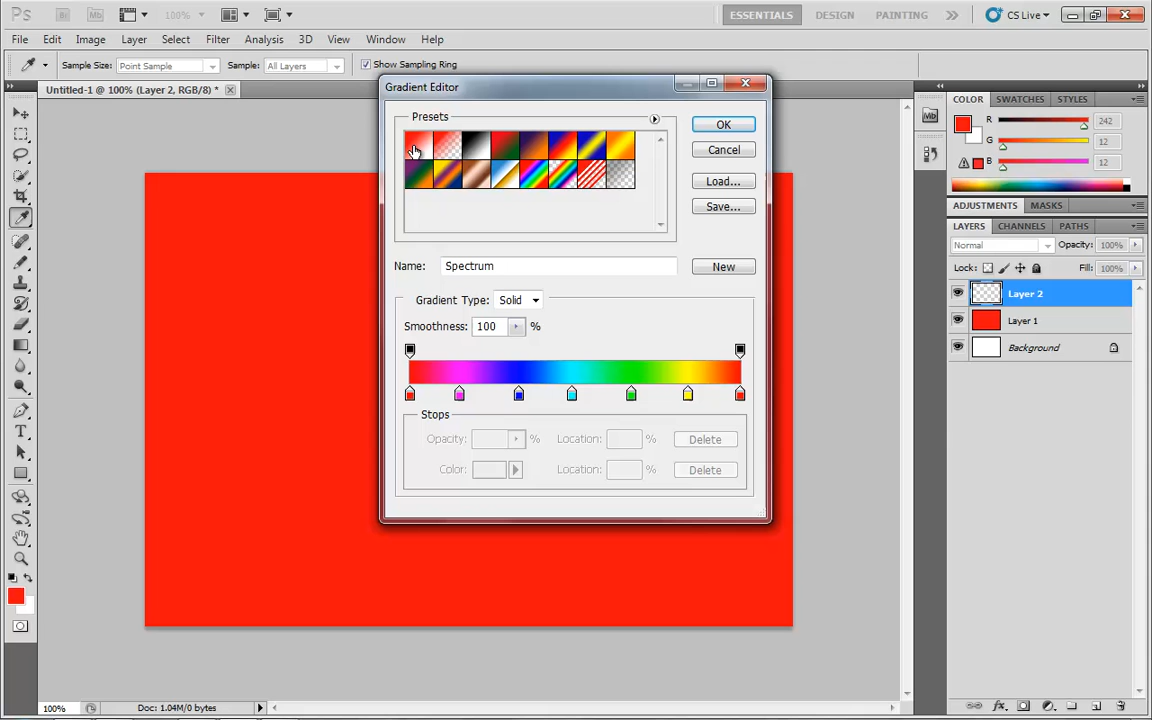 Ps Br Mb 100% ESSENTIALS DESIGN PAINTING CS Live
File Edit Image Layer Select Filter Analysis 3D View Window Help
Sample Size: Point Sample Sample: All Layers Show Sampling Ring
Untitled-1 @ 100% (Layer 2, RGB/8) *
Gradient Editor
Presets
OK
Cancel
Load...
Save...
Name: Spectrum
New
Gradient Type: Solid
Smoothness: 100 %
Stops
Opacity: % Location: % Delete
Color: Location: % Delete
Mb
COLOR SWATCHES STYLES
R 242
G 12
B 12
ADJUSTMENTS MASKS
LAYERS CHANNELS PATHS
Normal Opacity: 100%
Lock: Fill: 100%
Layer 2
Layer 1
Background
T
fx
100% Doc: 1.04M/0 bytes